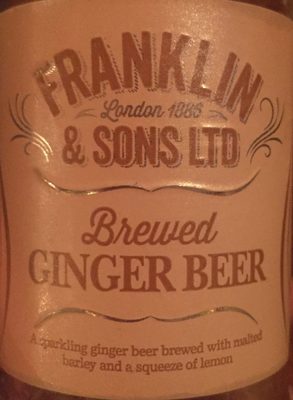 FRANKLIN
London 1886
& SONS LTD
Brewed
GINGER BEER
A sparkling ginger beer brewed with malted
barley and a squeeze of lemon